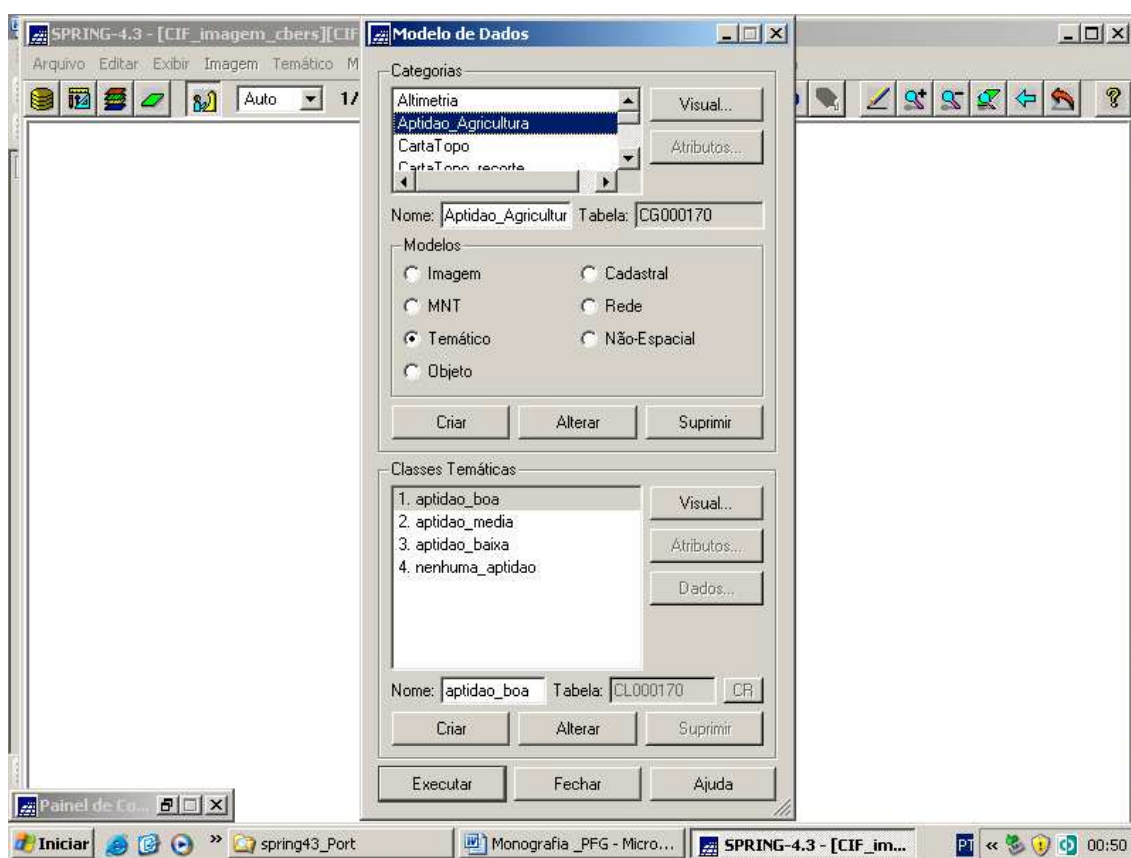 SPRING-4.3 - [CIF_imagem_cbers][CIF
Arquivo Editar Exibir Imagem Temático M
Auto
1/
Modelo de Dados
Categorias
Altimetria
Aptidao_Agricultura
CartaTopo
CartaTopo_recorte
Visual...
Atributos...
Nome: Aptidao_Agricultur Tabela: CG000170
Modelos
Imagem Cadastral
MNT Rede
Temático Não-Espacial
Objeto
Criar Alterar Suprimir
Classes Temáticas
1. aptidao_boa
2. aptidao_media
3. aptidao_baixa
4. nenhuma_aptidao
Visual...
Atributos...
Dados...
Nome: aptidao_boa Tabela: CL000170 CR
Criar Alterar Suprimir
Executar Fechar Ajuda
Painel de Co...
Iniciar » spring43_Port Monografia _PFG - Micro... SPRING-4.3 - [CIF_im... PT « 00:50